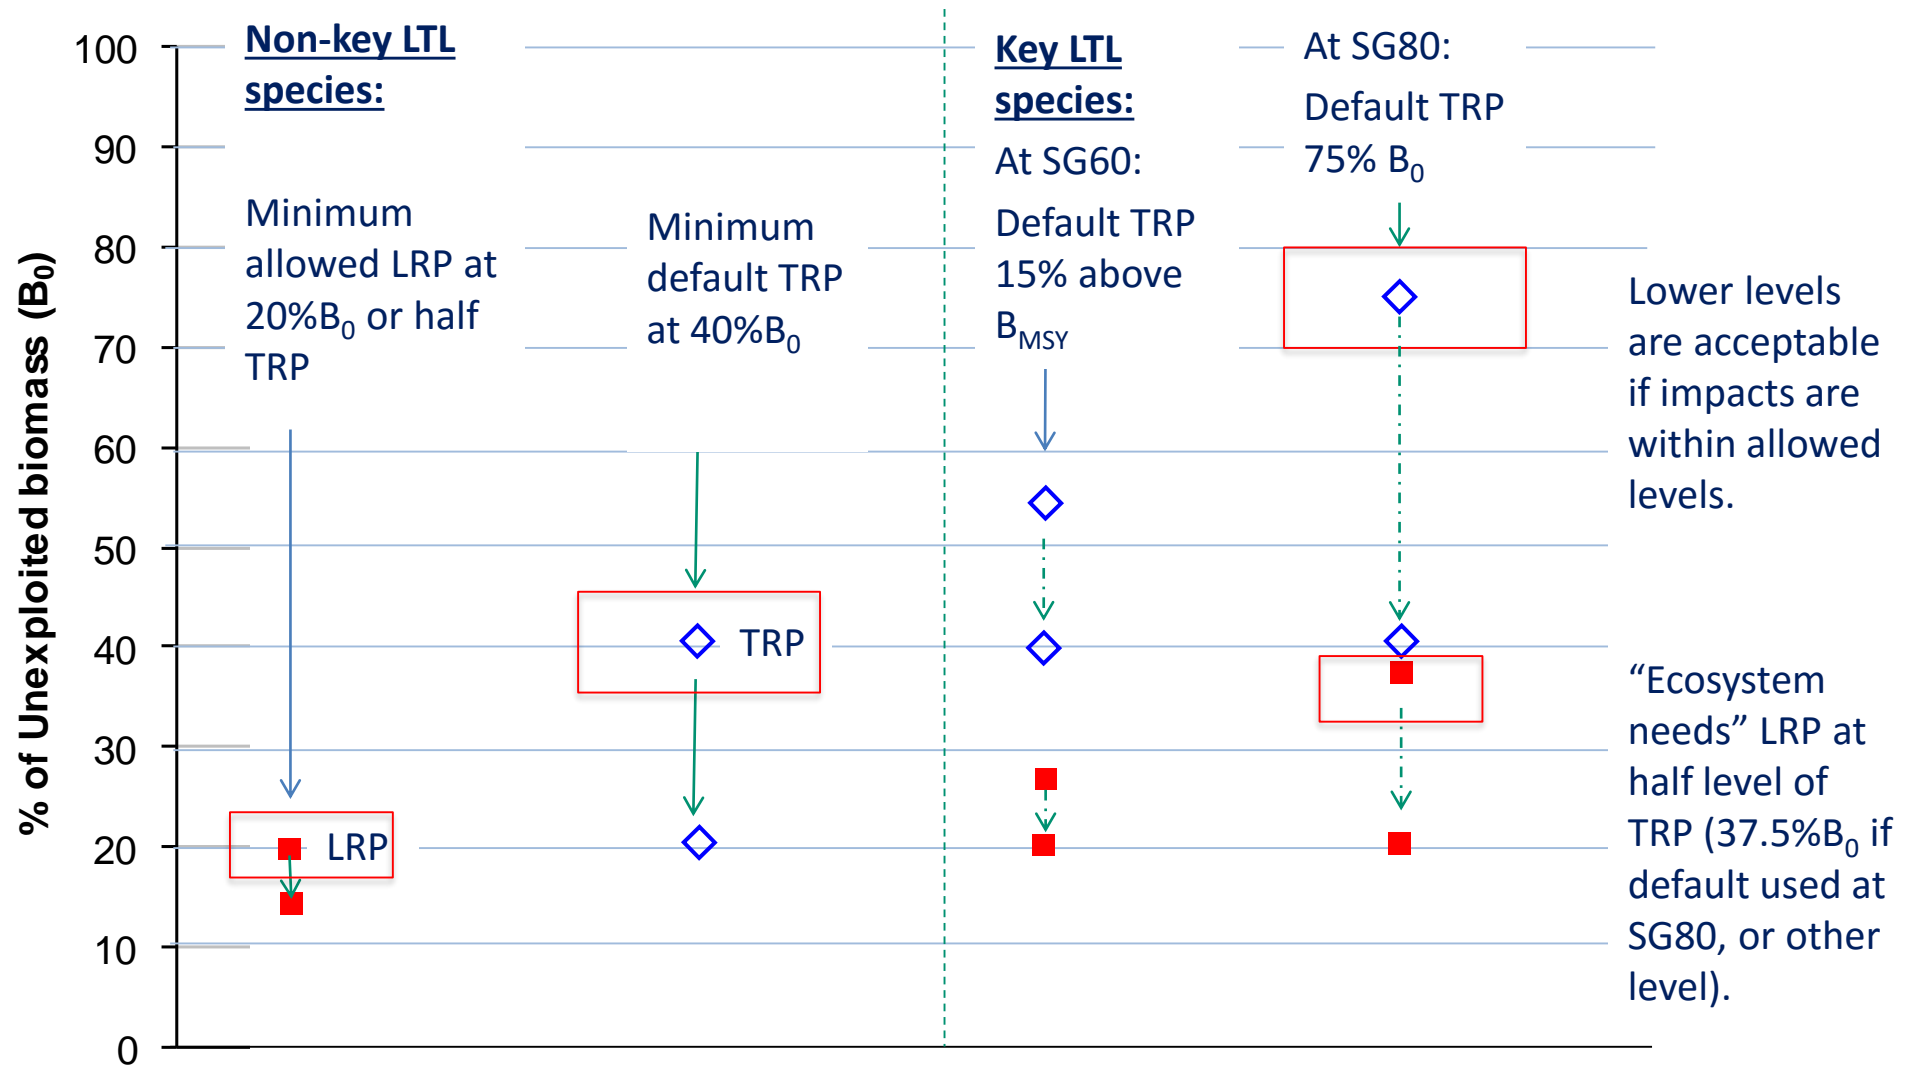 % of Unexploited biomass (B0)
100
90
80
70
60
50
40
30
20
10
0
Non-key LTL
species:
Minimum
allowed LRP at
20%B0 or half
TRP
LRP
Minimum
default TRP
at 40%B0
TRP
Key LTL
species:
At SG60:
Default TRP
15% above
BMSY
At SG80:
Default TRP
75% B0
Lower levels
are acceptable
if impacts are
within allowed
levels.
“Ecosystem
needs” LRP at
half level of
TRP (37.5%B0 if
default used at
SG80, or other
level).